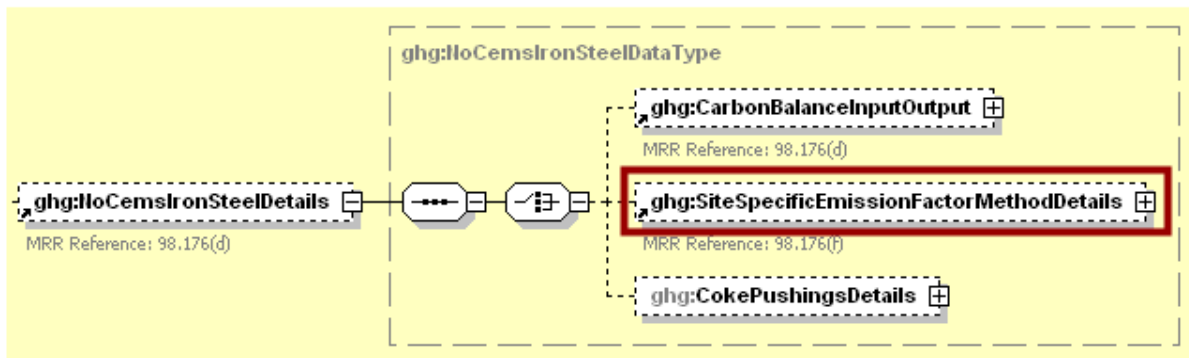 ghg:NoCemsIronSteelDataType
ghg:CarbonBalanceInputOutput
MRR Reference: 98.176(d)
ghg:NoCemsIronSteelDetails
MRR Reference: 98.176(d)
ghg:SiteSpecificEmissionFactorMethodDetails
MRR Reference: 98.176(f)
ghg:CokePushingsDetails